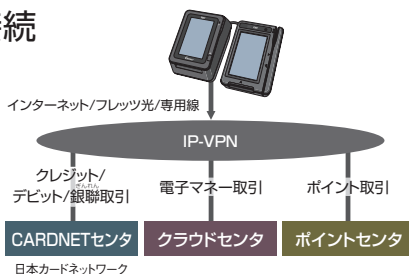 続
インターネット/フレッツ光/専用線
IP-VPN
クレジット/
デビット/銀聯取引
ぎんれん
電子マネー取引
ポイント取引
CARDNETセンタ
クラウドセンタ
ポイントセンタ
日本カードネットワーク